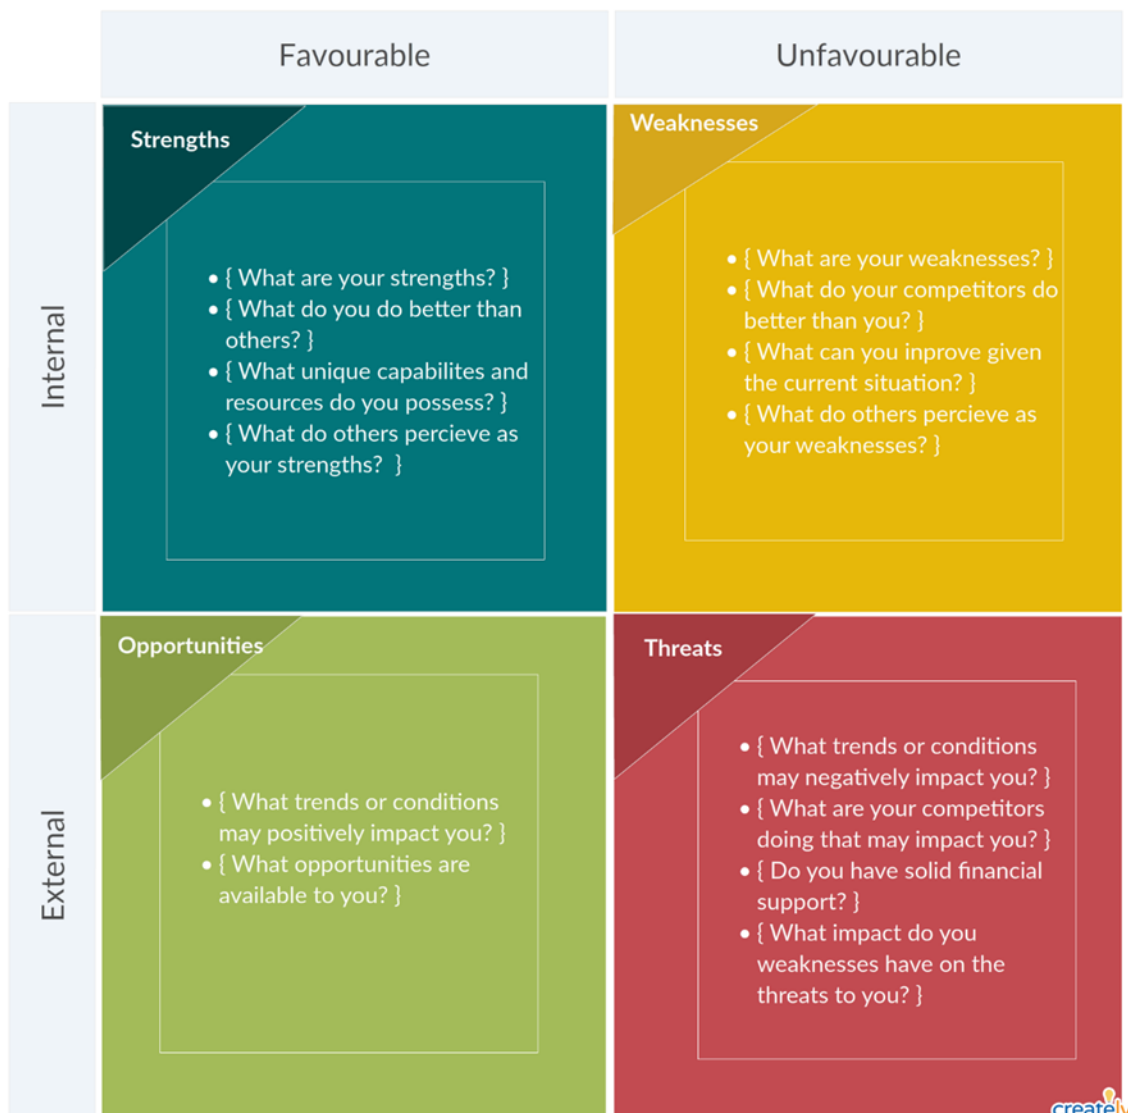 Favourable
Unfavourable
Internal
Strengths
• { What are your strengths? }
• { What do you do better than
others? }
• { What unique capabilites and
resources do you possess? }
• { What do others percieve as
your strengths?  }
Weaknesses
• { What are your weaknesses? }
• { What do your competitors do
better than you? }
• { What can you inprove given
the current situation? }
• { What do others percieve as
your weaknesses? }
External
Opportunities
• { What trends or conditions
may positively impact you? }
• { What opportunities are
available to you? }
Threats
• { What trends or conditions
may negatively impact you? }
• { What are your competitors
doing that may impact you? }
• { Do you have solid financial
support? }
• { What impact do you
weaknesses have on the
threats to you? }
creately